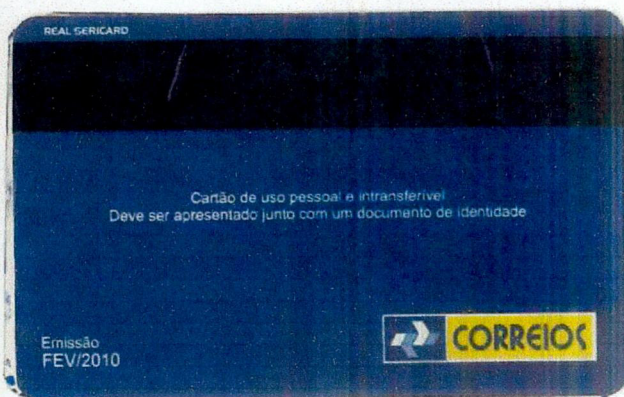 REAL SERICARD
Cartão de uso pessoal e intransferível
Deve ser apresentado junto com um documento de identidade
Emissão
FEV/2010
CORREIOS